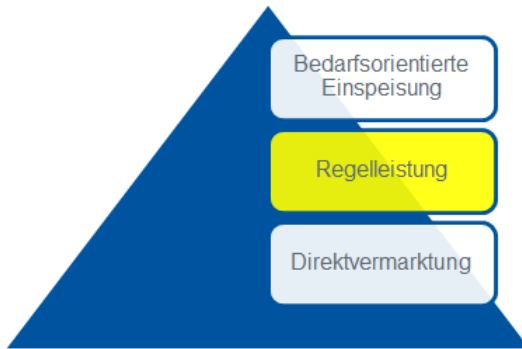 Bedarfsorientierte
Einspeisung
Regelleistung
Direktvermarktung